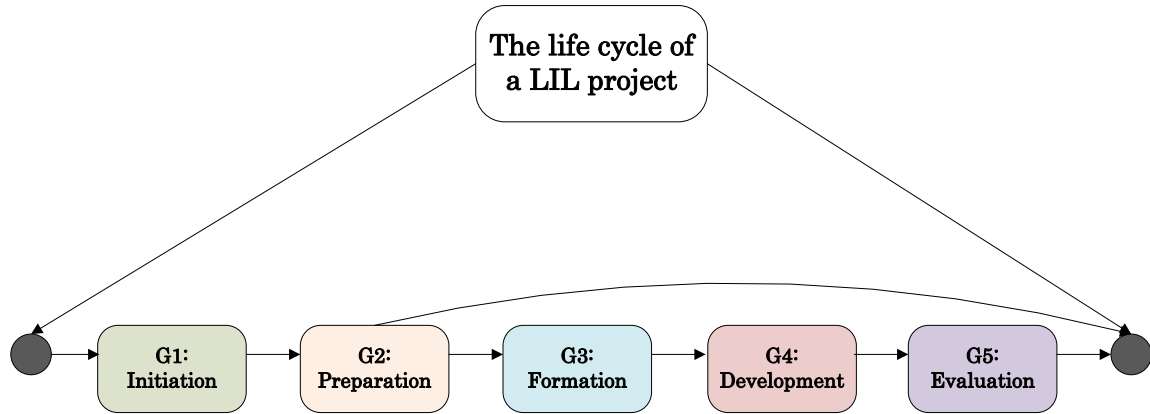 The life cycle of
a LIL project
G1:
Initiation
G2:
Preparation
G3:
Formation
G4:
Development
G5:
Evaluation